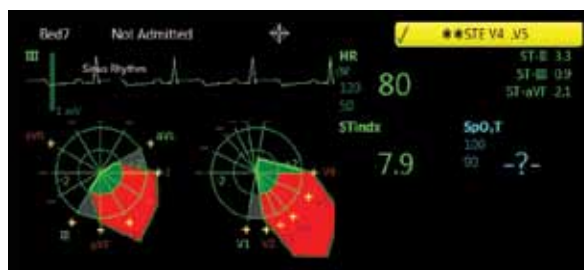 Bed7 Not Admitted
✓ **STE V4 ,V5
III
Sinus Rhythm
1 mV
HR
120
50
80
ST-II 3.3
ST-III 0.9
ST-aVF 2.1
STindx
7.9
SpO₂T
100
90
-?-
aVR
aVL
III
aVF
V1
V2